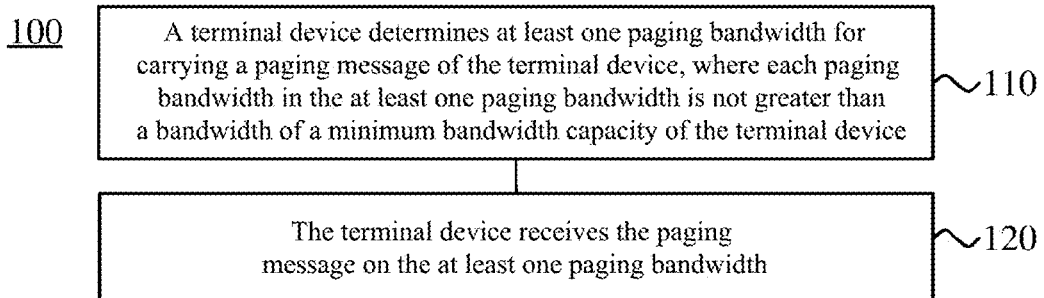 100
A terminal device determines at least one paging bandwidth for
carrying a paging message of the terminal device, where each paging
bandwidth in the at least one paging bandwidth is not greater than
a bandwidth of a minimum bandwidth capacity of the terminal device
110
The terminal device receives the paging
message on the at least one paging bandwidth
120